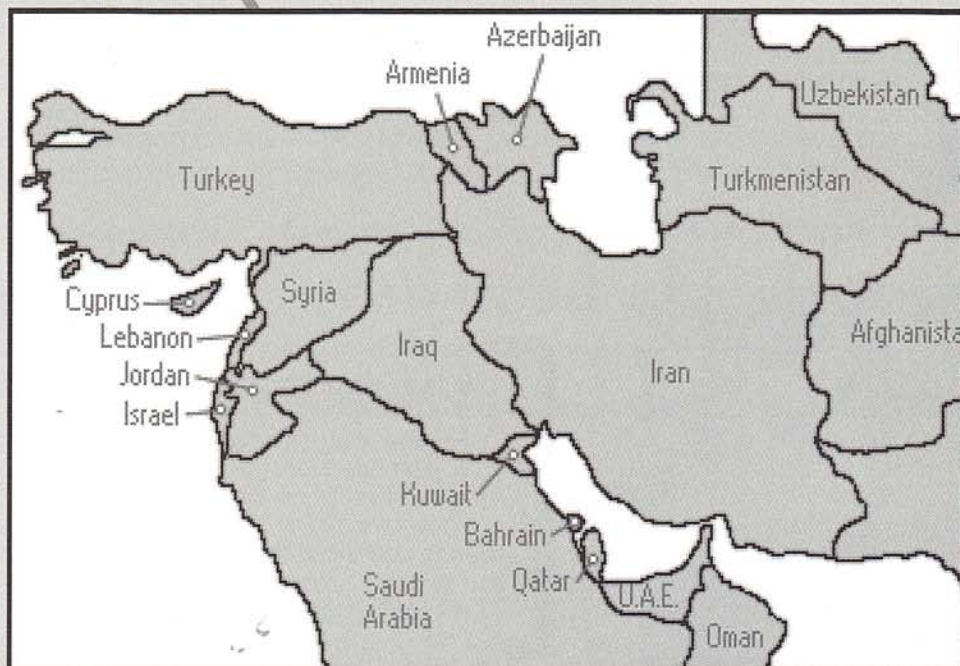 Azerbaijan
Armenia
Uzbekistan
Turkey
Turkmenistan
Cyprus
Syria
Lebanon
Iraq
Afghanista
Jordan
Iran
Israel
Kuwait
Bahrain
Qatar
Saudi
Arabia
U.A.E.
Oman